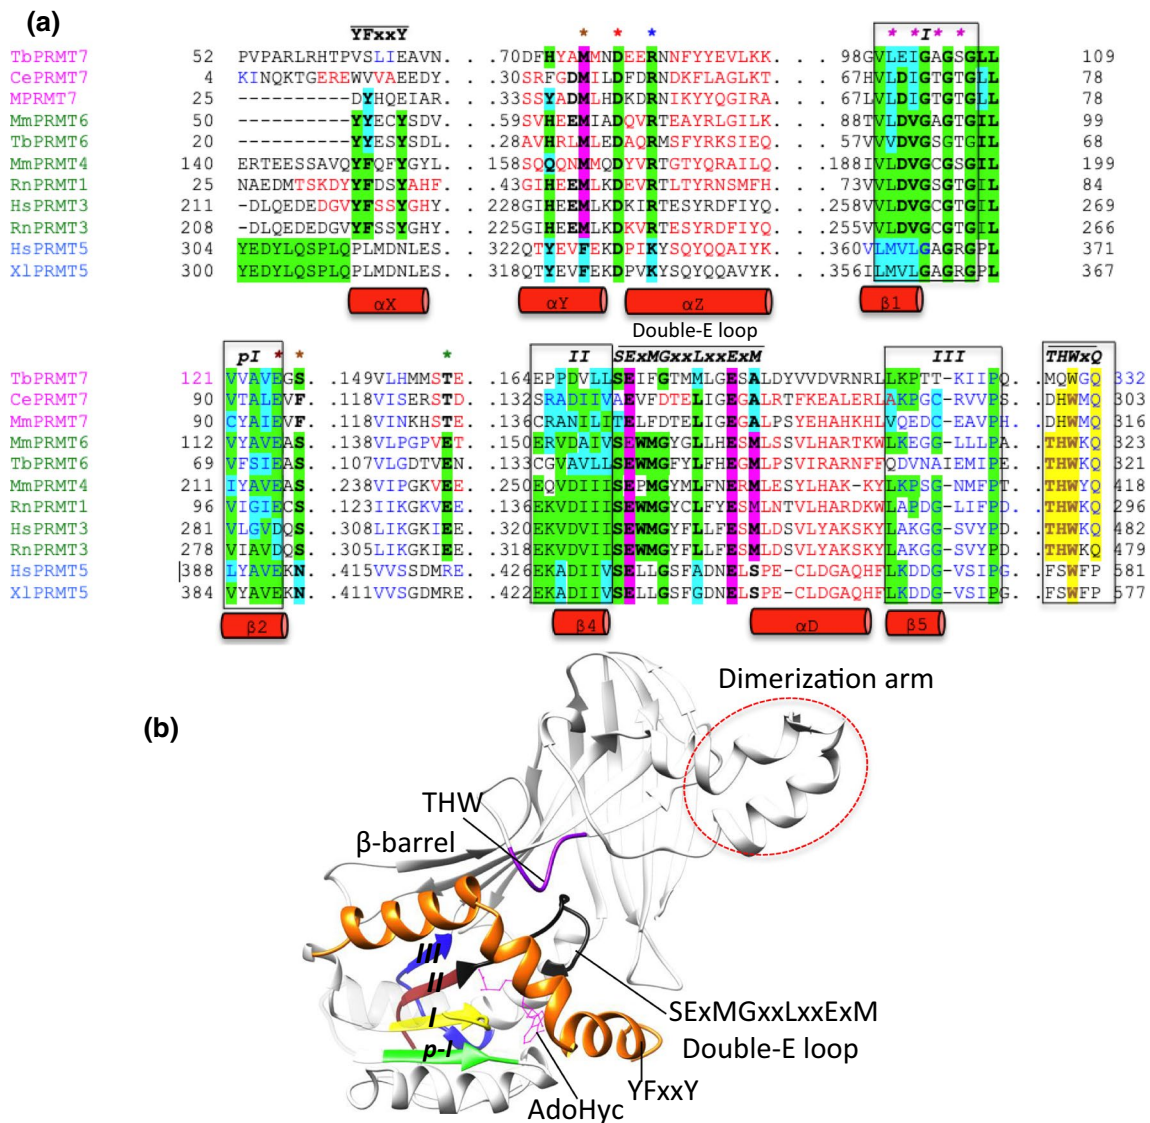 (a)
YFxxY * * * * * I * *
TbPRMT7 52 PVPARLRHTPVSLIEAVN. . .70DFHYAMMNDEERNNFYYEVLKK . . . 98GVLEIGAGSGLL 109
CePRMT7 4 KINQKTGEREWVVAEEDY. . .30SRFGDMILDFDRNDKFLAGLKT. . . 67HVLDIGAGTGLL 78
MPRMT7 25 ----------DYHQEIAR. . .33SSYADMLHDKDRNIKYYQGIRA. . . 67LVLDIGTGTGLL 78
MmPRMT6 50 ----------YYECYSDV. . .59SVHEEMIADQVRTEAYRLGILK. . . 88TVLDVGAGTGIL 99
TbPRMT6 20 ----------YYESYSDL. . .28AVHRMLLEDAQRMSFYRKSIEQ. . . 57VVVDVGSGTGIL 68
MmPRMT4 140 ERTEESSAVQYFQFYGYL. . 158SQQQNMMQDYVRTGTYQRAILQ. . .188IVLDVGCGSGIL 199
RnPRMT1 25 NAEDMTSKDYYFDSYAHF. . .43GIHEEMLKDEVRTLTYRNSMFH. . . 73VVLDVGSGTGIL 84
HsPRMT3 211 -DLQEDEDGVYFSSYGHY. . .228GIHEEMLKDKIRTESYRDFIYQ. . .258VVLDVGCGTGIL 269
RnPRMT3 208 -DLQEDEDGVYFSSYGHY. . .225GIHEEMLKDKVRTESYRDFIYQ. . .255VVLDVGCGTGIL 266
HsPRMT5 304 YEDYLQSPLQPLMDNLES. . .322QTYEVFEKDPIKYSQYQQAIYK. . .360VLMVLGAGRGPL 371
XlPRMT5 300 YEDYLQSPLQPLMDNLES. . .318QTYEVFEKDPVKYSQYQQAVYK. . .356ILMVLGAGRGPL 367
αX αY αZ β1
Double-E loop
pI * * * II SExMGxxLxxExM III THWxQ
TbPRMT7 121 VVAVEGS. .149VLHMMSTE. .164EPPDVLLSEIFGTMMLGESALDYVVDVRNRLLKPTT-KIIPQ. . MQWGQ 332
CePRMT7 90 VTALEVF. .118VISERSTD. .132SRADIIVAEVFDTELIGEGALRTFKEALERLAKPGC-RVVPS. . DHWGQ 303
MmPRMT7 90 CYAIEVF. .118VINKHSTE. .136CRANILITELFDTELIGEGALPSYEHAHKHLVQEDC-EAVPH. . DHWMQ 316
MmPRMT6 112 VYAVEAS. .138VLPGPVET. .150ERVDAIVSEWMGYGLLHESMLSSVLHARTKWLKEGG-LLLPA. . THWKQ 323
TbPRMT6 69 VFSIEAS. .107VLGDTVEN. .133CGVAVLLSEWMGFYLFHESMLPSVIRARNFFQDVNAIEMIPE. . THWKQ 321
MmPRMT4 211 IYAVEAS. .238VIPGKVEE. .250EQVDIIISEPMGYMLFNERMLESYLHAK-KYLKPSG-NMFPT. . THWYQ 418
RnPRMT1 96 VIGIECS. .123IIKGKVEE. .136EKVDIIISEWMGYCLFYESMLNTVLHARDKWLAPDG-LIFPD. . THWKQ 296
HsPRMT3 281 VLGVDQS. .308LIKGKIEE. .320EKVDVIISEWMGYFLLFESMLDSVLYAKSKYLAKGG-SVYPD. . THWKQ 482
RnPRMT3 278 VIAVDQS. .305LIKGKIEE. .318EKVDVIISEWMGYFLLFESMLDSVLYAKSKYLAKGG-SVYPD. . THWKQ 479
HsPRMT5 388 LYAVEKN. .415VVSSDMRE. .426EKADIIVSELLGSFADNELSPE-CLDGAQHFLKDDG-VSIPG. . FSWFP 581
XlPRMT5 384 VYAVEKN. .411VVSGDMRE. .422EKADIIVSELLGSFGDNELSPE-CLDGAQHFLKDDG-VSIPG. . FSWFP 577
β2 β4 αD β5
(b)
Dimerization arm
THW
β-barrel
III
II
I
p-I
SExMGxxLxxExM
Double-E loop
YFxxY
AdoHyc